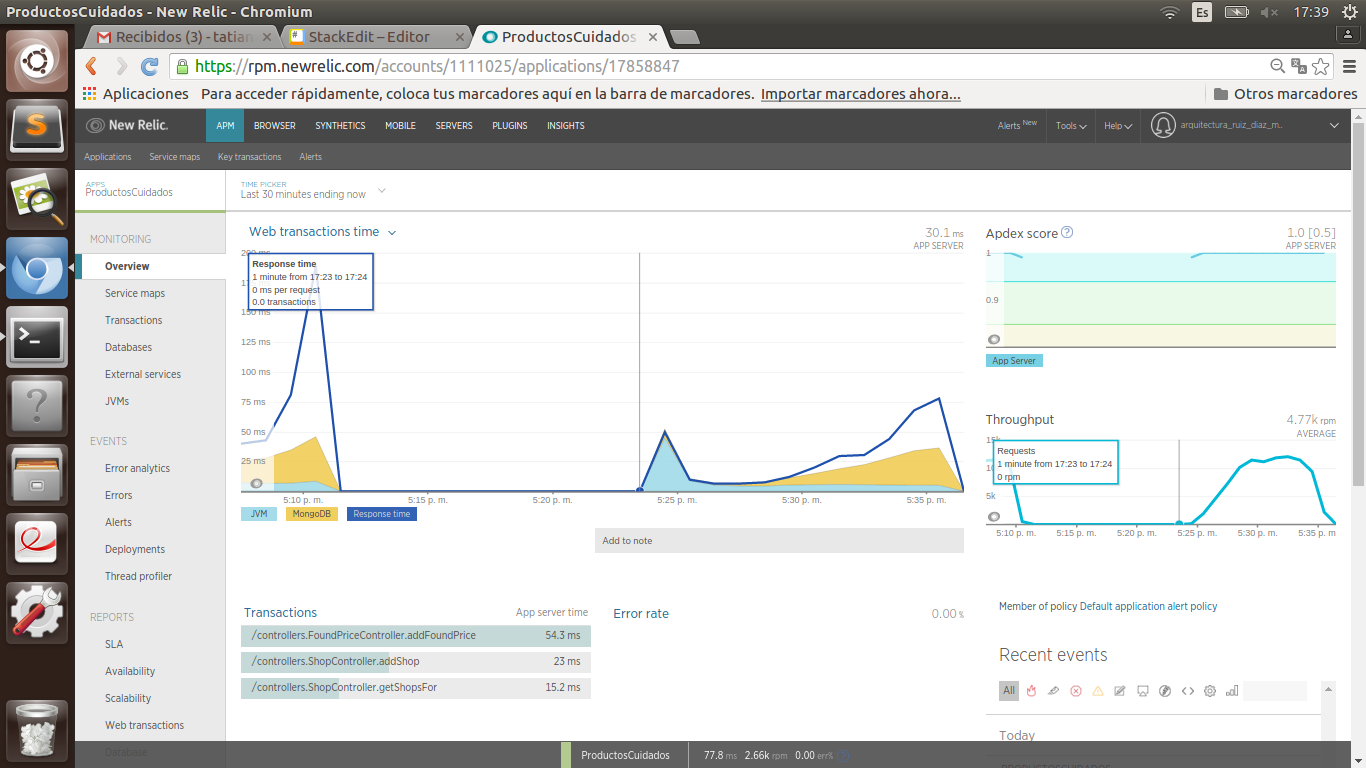 ProductosCuidados - New Relic - Chromium
Es
17:39
Recibidos (3) - tatian
StackEdit – Editor
ProductosCuidados
https://rpm.newrelic.com/accounts/1111025/applications/17858847
Aplicaciones Para acceder rápidamente, coloca tus marcadores aquí en la barra de marcadores. Importar marcadores ahora... Otros marcadores
New Relic. APM BROWSER SYNTHETICS MOBILE SERVERS PLUGINS INSIGHTS Alerts New Tools Help arquitectura_ruiz_diaz_m..
Applications Service maps Key transactions Alerts
APPS
ProductosCuidados
TIME PICKER
Last 30 minutes ending now
MONITORING
Overview
Service maps
Transactions
Databases
External services
JVMs
EVENTS
Error analytics
Errors
Alerts
Deployments
Thread profiler
REPORTS
SLA
Availability
Scalability
Web transactions
Database
Web transactions time
30.1 ms
APP SERVER
Response time
1 minute from 17:23 to 17:24
0 ms per request
0.0 transactions
150 ms
125 ms
100 ms
75 ms
50 ms
25 ms
5:10 p. m. 5:15 p. m. 5:20 p. m. 5:25 p. m. 5:30 p. m. 5:35 p. m.
JVM MongoDB Response time
Add to note
Apdex score ?
1.0 [0.5]
APP SERVER
1
0.9
App Server
Throughput
4.77k rpm
AVERAGE
Requests
1 minute from 17:23 to 17:24
0 rpm
5k
5:10 p. m. 5:15 p. m. 5:20 p. m. 5:25 p. m. 5:30 p. m. 5:35 p. m
Transactions App server time
/controllers.FoundPriceController.addFoundPrice 54.3 ms
/controllers.ShopController.addShop 23 ms
/controllers.ShopController.getShopsFor 15.2 ms
Error rate 0.00 %
Member of policy Default application alert policy
Recent events
All
Today
PRODUCTOSCUIDADOS
ProductosCuidados 77.8 ms 2.66k rpm 0.00 err%